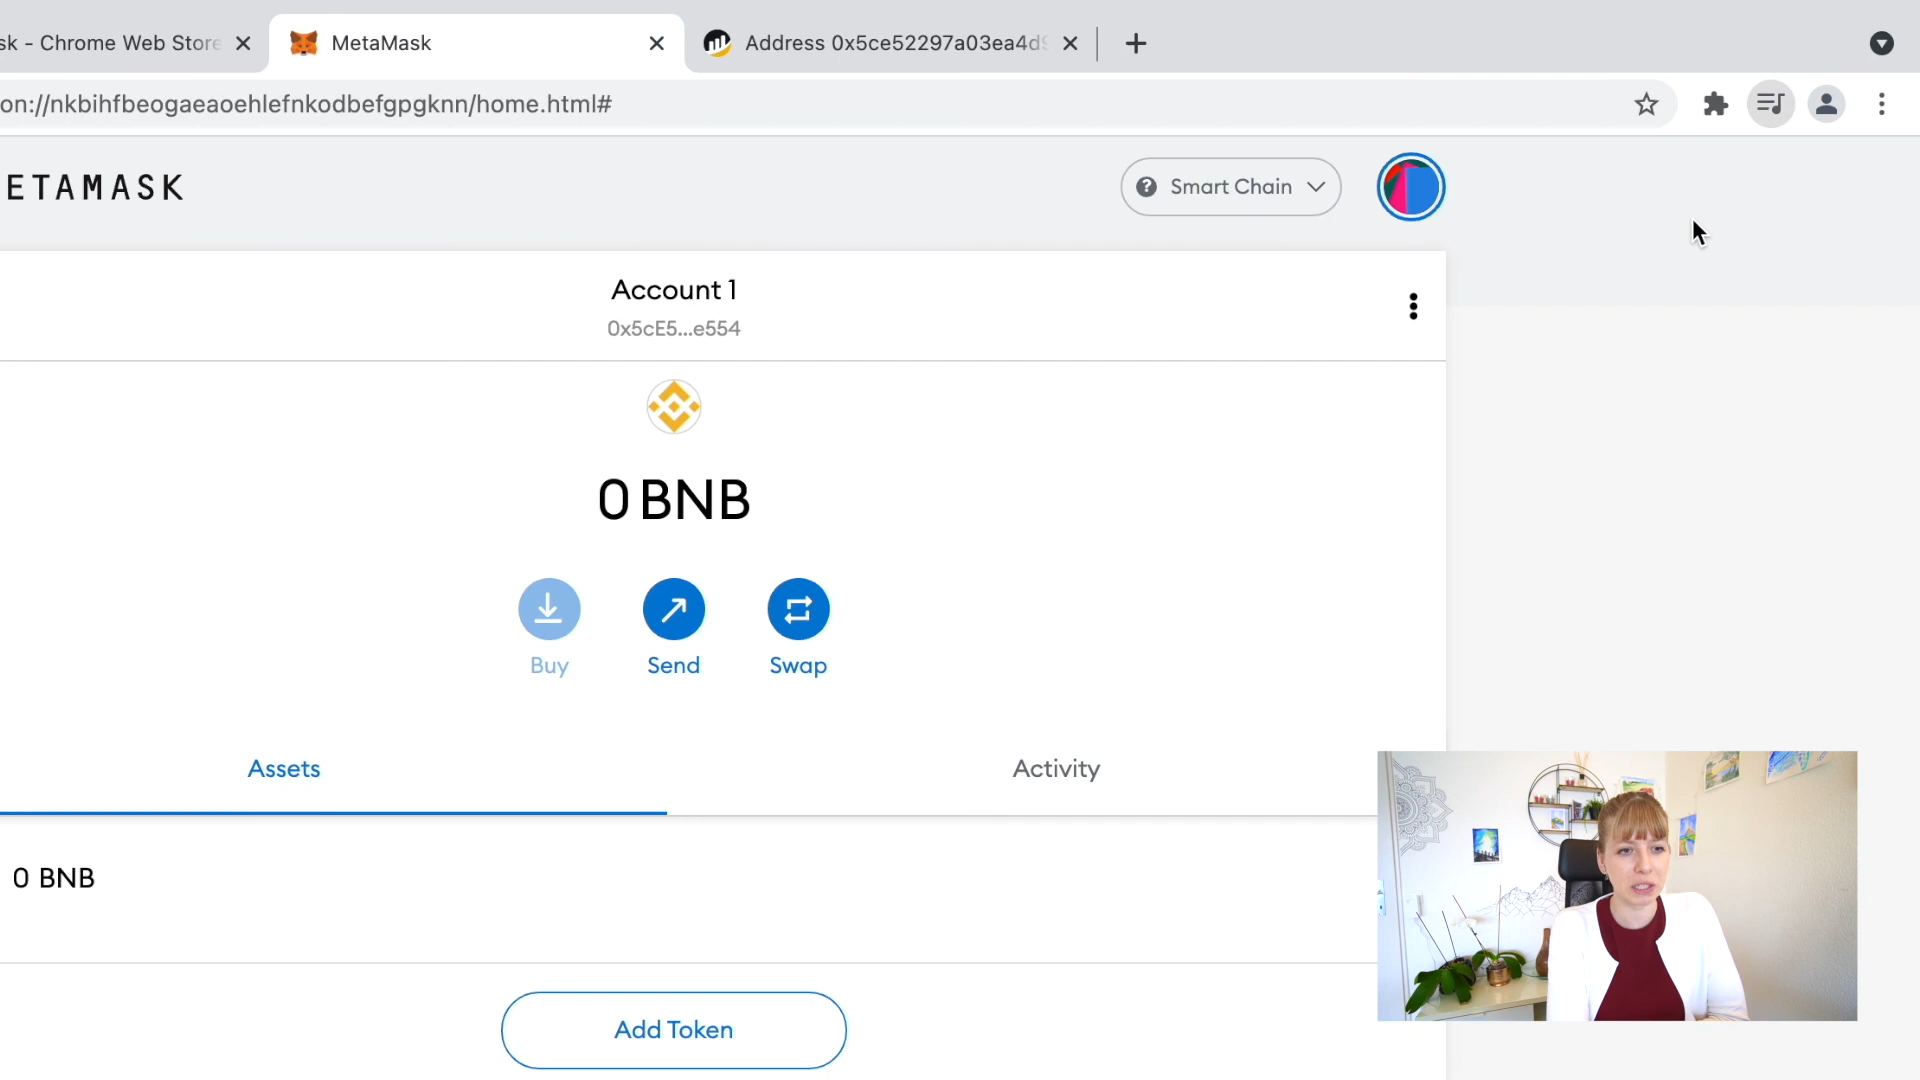 sk - Chrome Web Store
MetaMask
Address 0x5ce52297a03ea4d9
on://nkbihfbeogaeaoehlefnkodbefgpgknn/home.html#
ETAMASK
Smart Chain
Account 1
0x5cE5...e554
0 BNB
Buy
Send
Swap
Assets
Activity
0 BNB
Add Token